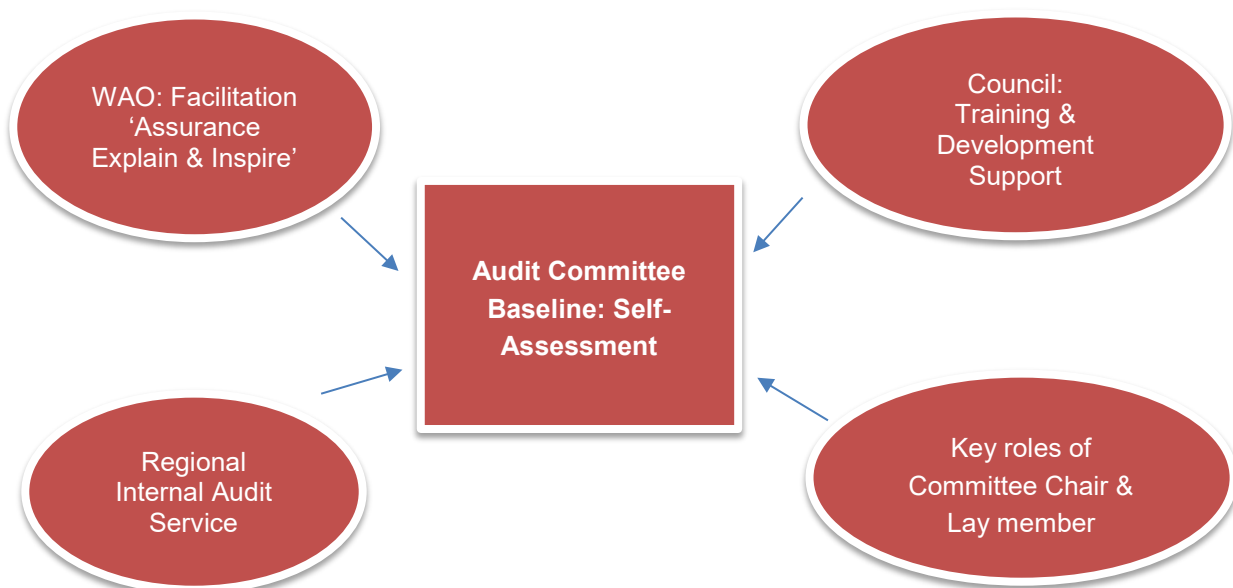 WAO: Facilitation
‘Assurance
Explain & Inspire’
Council:
Training &
Development
Support
Audit Committee
Baseline: Self-
Assessment
Regional
Internal Audit
Service
Key roles of
Committee Chair &
Lay member